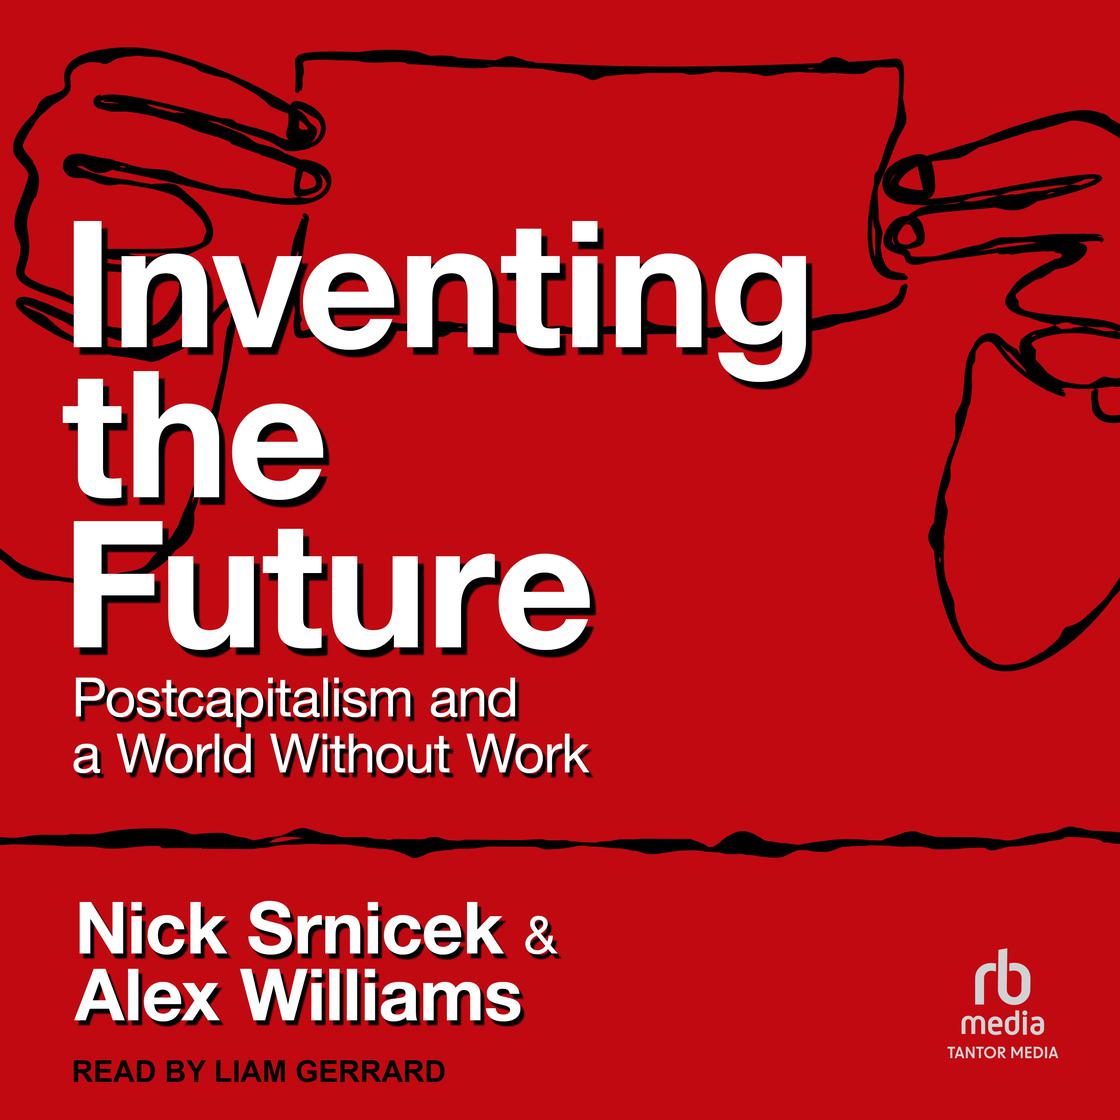 Inventing
the
Future
Postcapitalism and
a World Without Work
Nick Srnicek &
Alex Williams
READ BY LIAM GERRARD
rb
media
TANTOR MEDIA